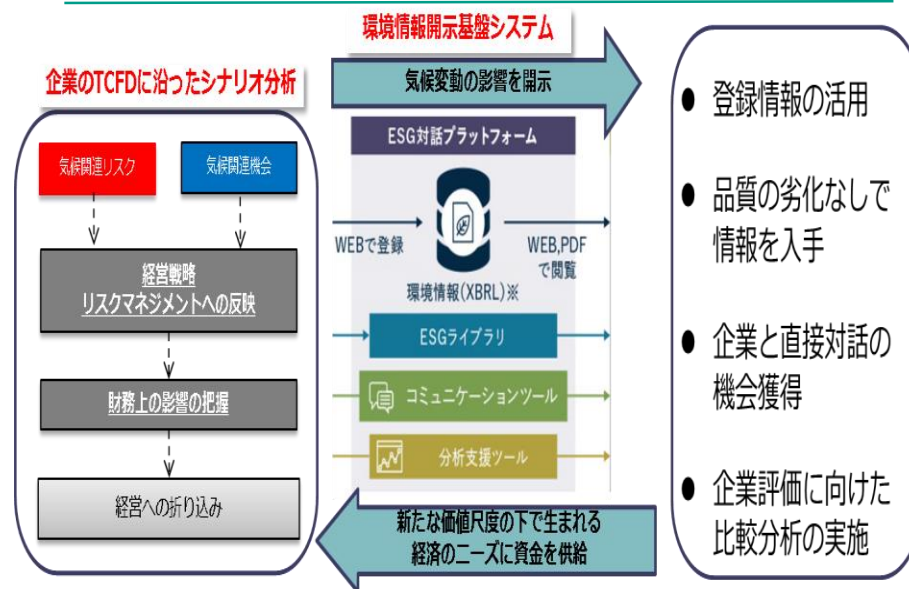 環境情報開示基盤システム
企業のTCFDに沿ったシナリオ分析
気候変動の影響を開示
気候関連リスク
気候関連機会
経営戦略
リスクマネジメントへの反映
財務上の影響の把握
経営への折り込み
ESG対話プラットフォーム
WEBで登録
WEB,PDF
で閲覧
環境情報(XBRL)※
ESGライブラリ
コミュニケーションツール
分析支援ツール
新たな価値尺度の下で生まれる
経済のニーズに資金を供給
● 登録情報の活用
● 品質の劣化なしで
情報を入手
● 企業と直接対話の
機会獲得
● 企業評価に向けた
比較分析の実施